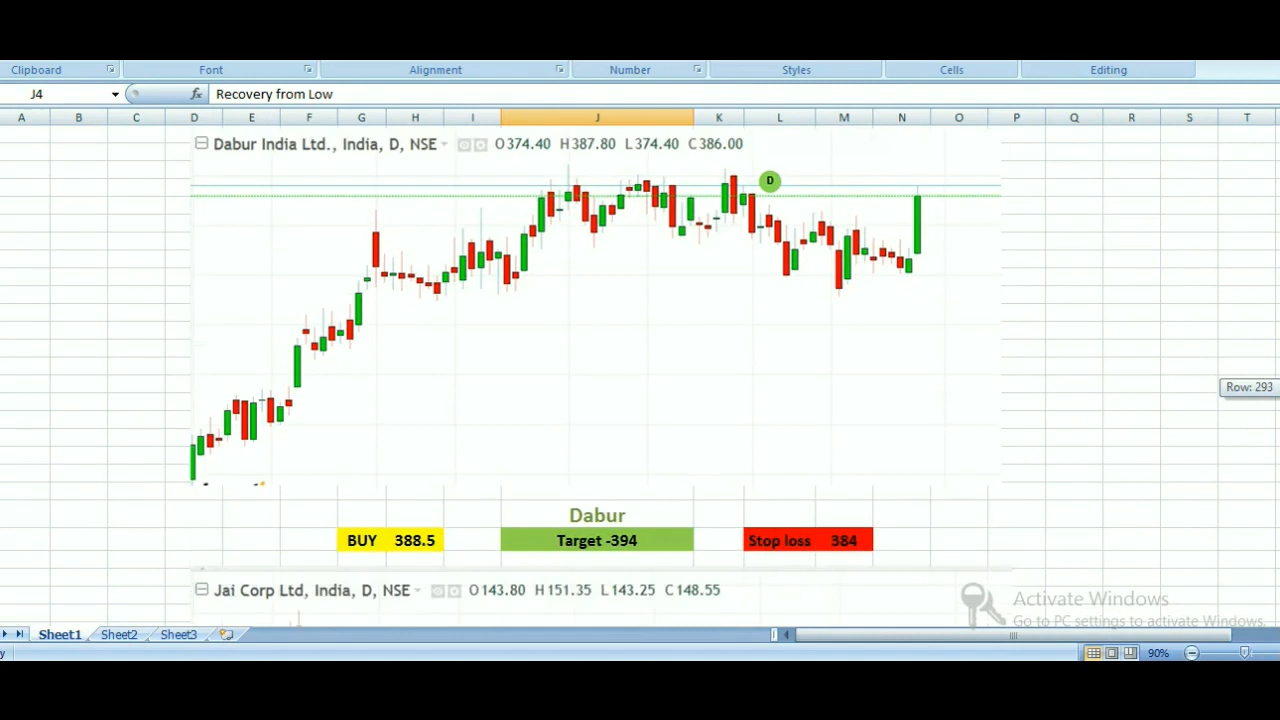 Clipboard Font Alignment Number Styles Cells Editing
J4 fx Recovery from Low
A B C D E F G H I J K L M N O P Q R S T
Dabur India Ltd., India, D, NSE O374.40 H387.80 L374.40 C386.00
D
Row: 293
Dabur
BUY 388.5 Target -394 Stop loss 384
Jai Corp Ltd, India, D, NSE O143.80 H151.35 L143.25 C148.55
Activate Windows
Go to PC settings to activate Windows.
Sheet1 Sheet2 Sheet3
y 90%